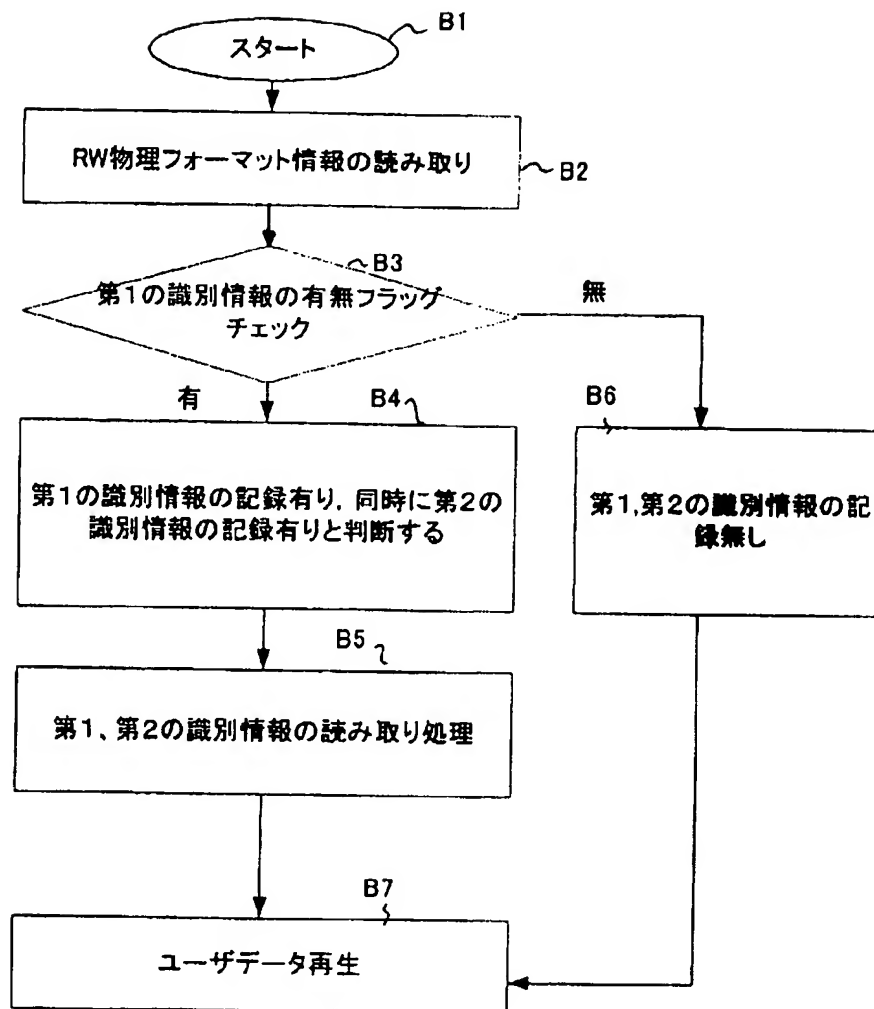 B1
スタート
RW物理フォーマット情報の読み取り
B2
B3
第1の識別情報の有無フラッグ
チェック
無
有
B4
B6
第1の識別情報の記録有り,同時に第2の
識別情報の記録有りと判断する
第1,第2の識別情報の記
録無し
B5
第1、第2の識別情報の読み取り処理
B7
ユーザデータ再生